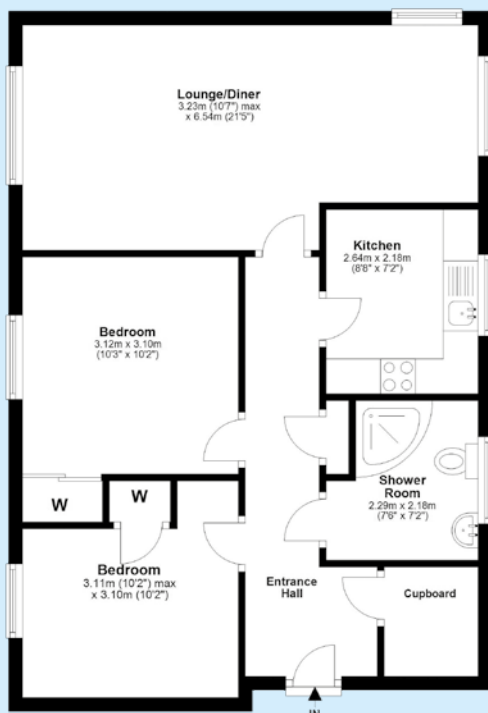 Lounge/Diner
3.23m (10'7") max
x 6.54m (21'5")
Kitchen
2.64m x 2.18m
(8'8" x 7'2")
Bedroom
3.12m x 3.10m
(10'3" x 10'2")
W
W
Shower
Room
2.29m x 2.18m
(7'6" x 7'2")
Bedroom
3.11m (10'2") max
x 3.10m (10'2")
Entrance
Hall
Cupboard
IN